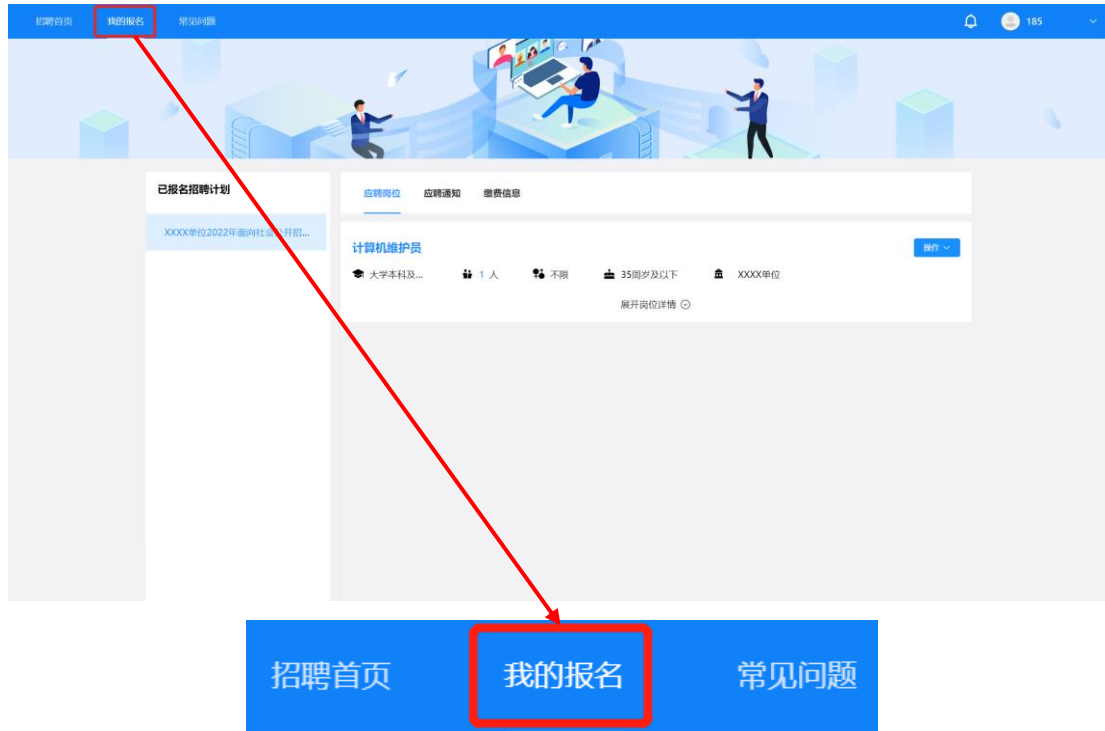 招聘首页 我的报名 常见问题 185
已报名招聘计划
应聘岗位 应聘通知 缴费信息
XXXX单位2022年面向社会公开招...
计算机维护员 操作
大学本科及... 1 人 不限 35周岁及以下 XXXX单位
展开岗位详情
招聘首页 我的报名 常见问题